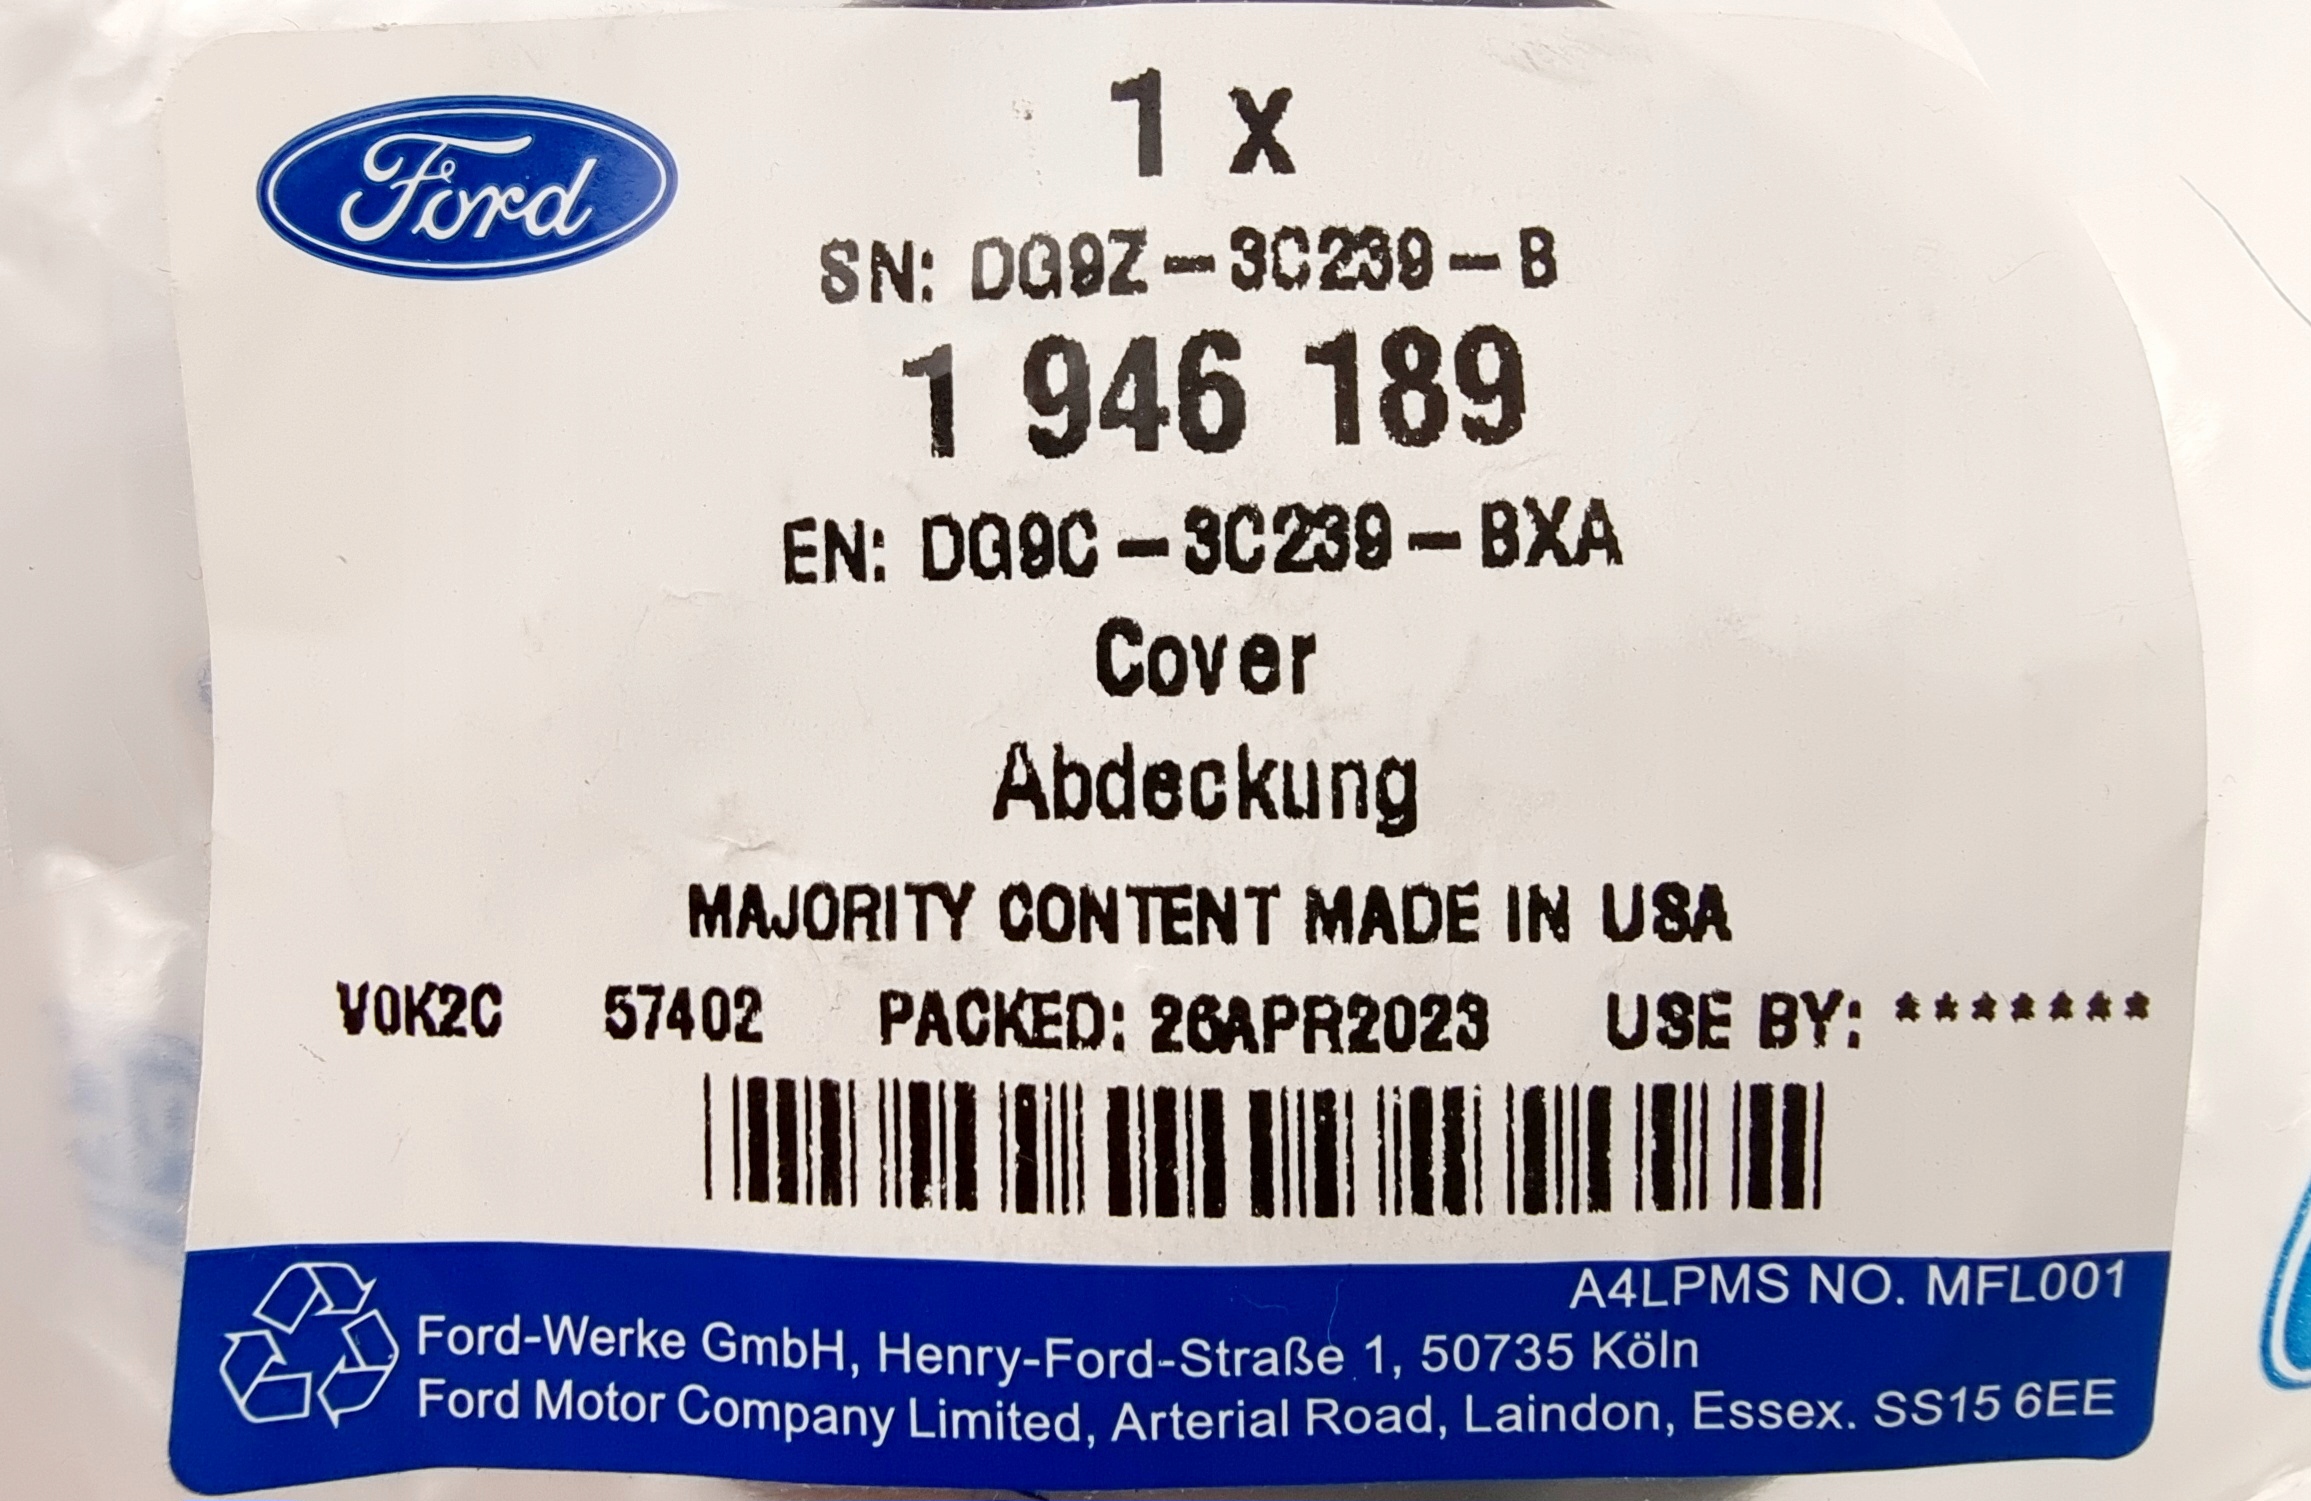 Ford
1 x
SN: DG9Z-3C239-B
1 946 189
EN: DG9C-3C239-BXA
Cover
Abdeckung
MAJORITY CONTENT MADE IN USA
V0K2C 57402 PACKED: 26APR2023 USE BY: *******
A4LPMS NO. MFL001
Ford-Werke GmbH, Henry-Ford-Straße 1, 50735 Köln
Ford Motor Company Limited, Arterial Road, Laindon, Essex. SS15 6EE